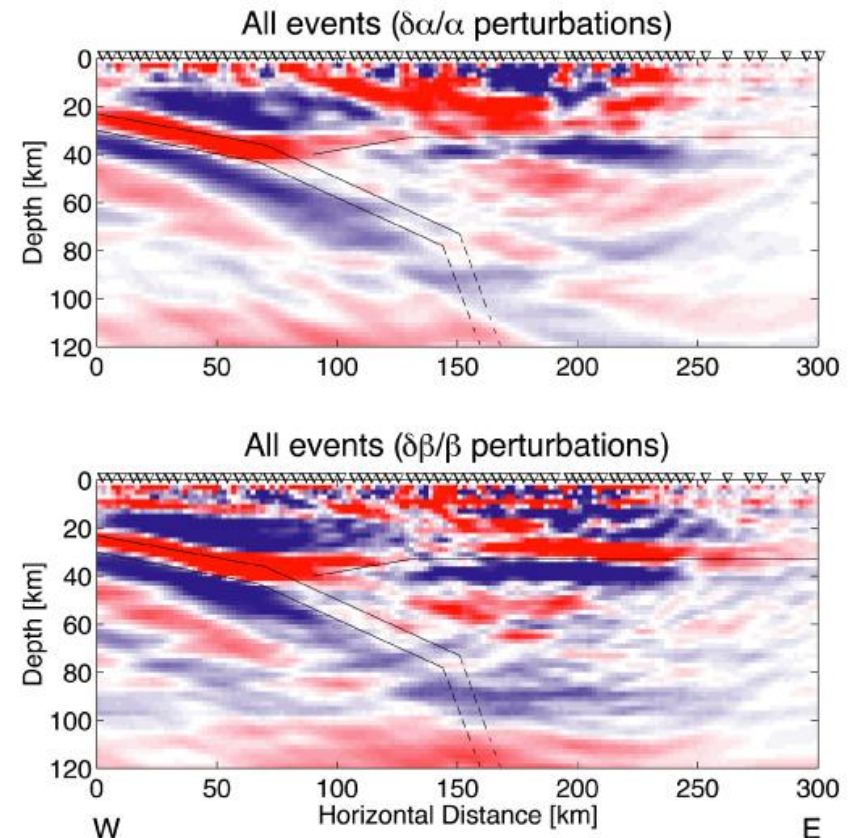 All events (δα/α perturbations)
0
20
40
60
80
100
120
Depth [km]
0 50 100 150 200 250 300
All events (δβ/β perturbations)
0
20
40
60
80
100
120
Depth [km]
0 50 100 150 200 250 300
W Horizontal Distance [km] E